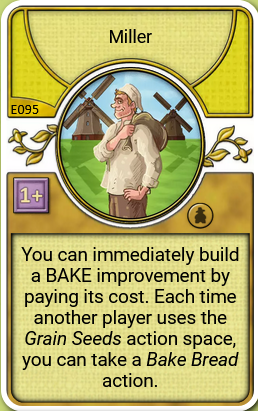 Miller
E095
1+
You can immediately build
a BAKE improvement by
paying its cost. Each time
another player uses the
Grain Seeds action space,
you can take a Bake Bread
action.